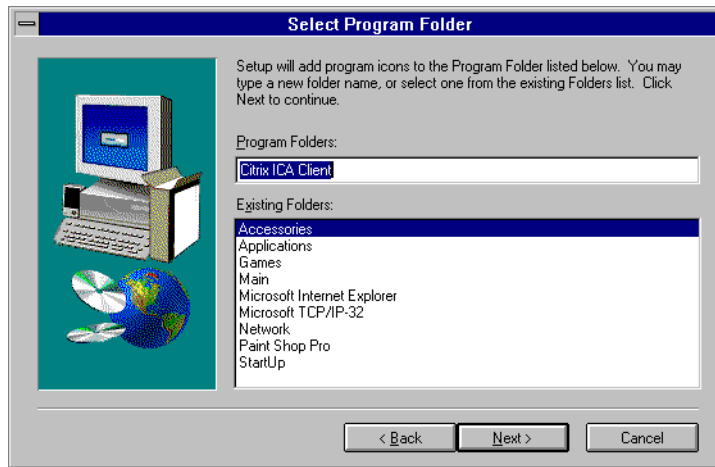 Select Program Folder
Setup will add program icons to the Program Folder listed below. You may
type a new folder name, or select one from the existing Folders list. Click
Next to continue.
Program Folders:
Citrix ICA Client
Existing Folders:
Accessories
Applications
Games
Main
Microsoft Internet Explorer
Microsoft TCP/IP-32
Network
Paint Shop Pro
StartUp
< Back
Next >
Cancel